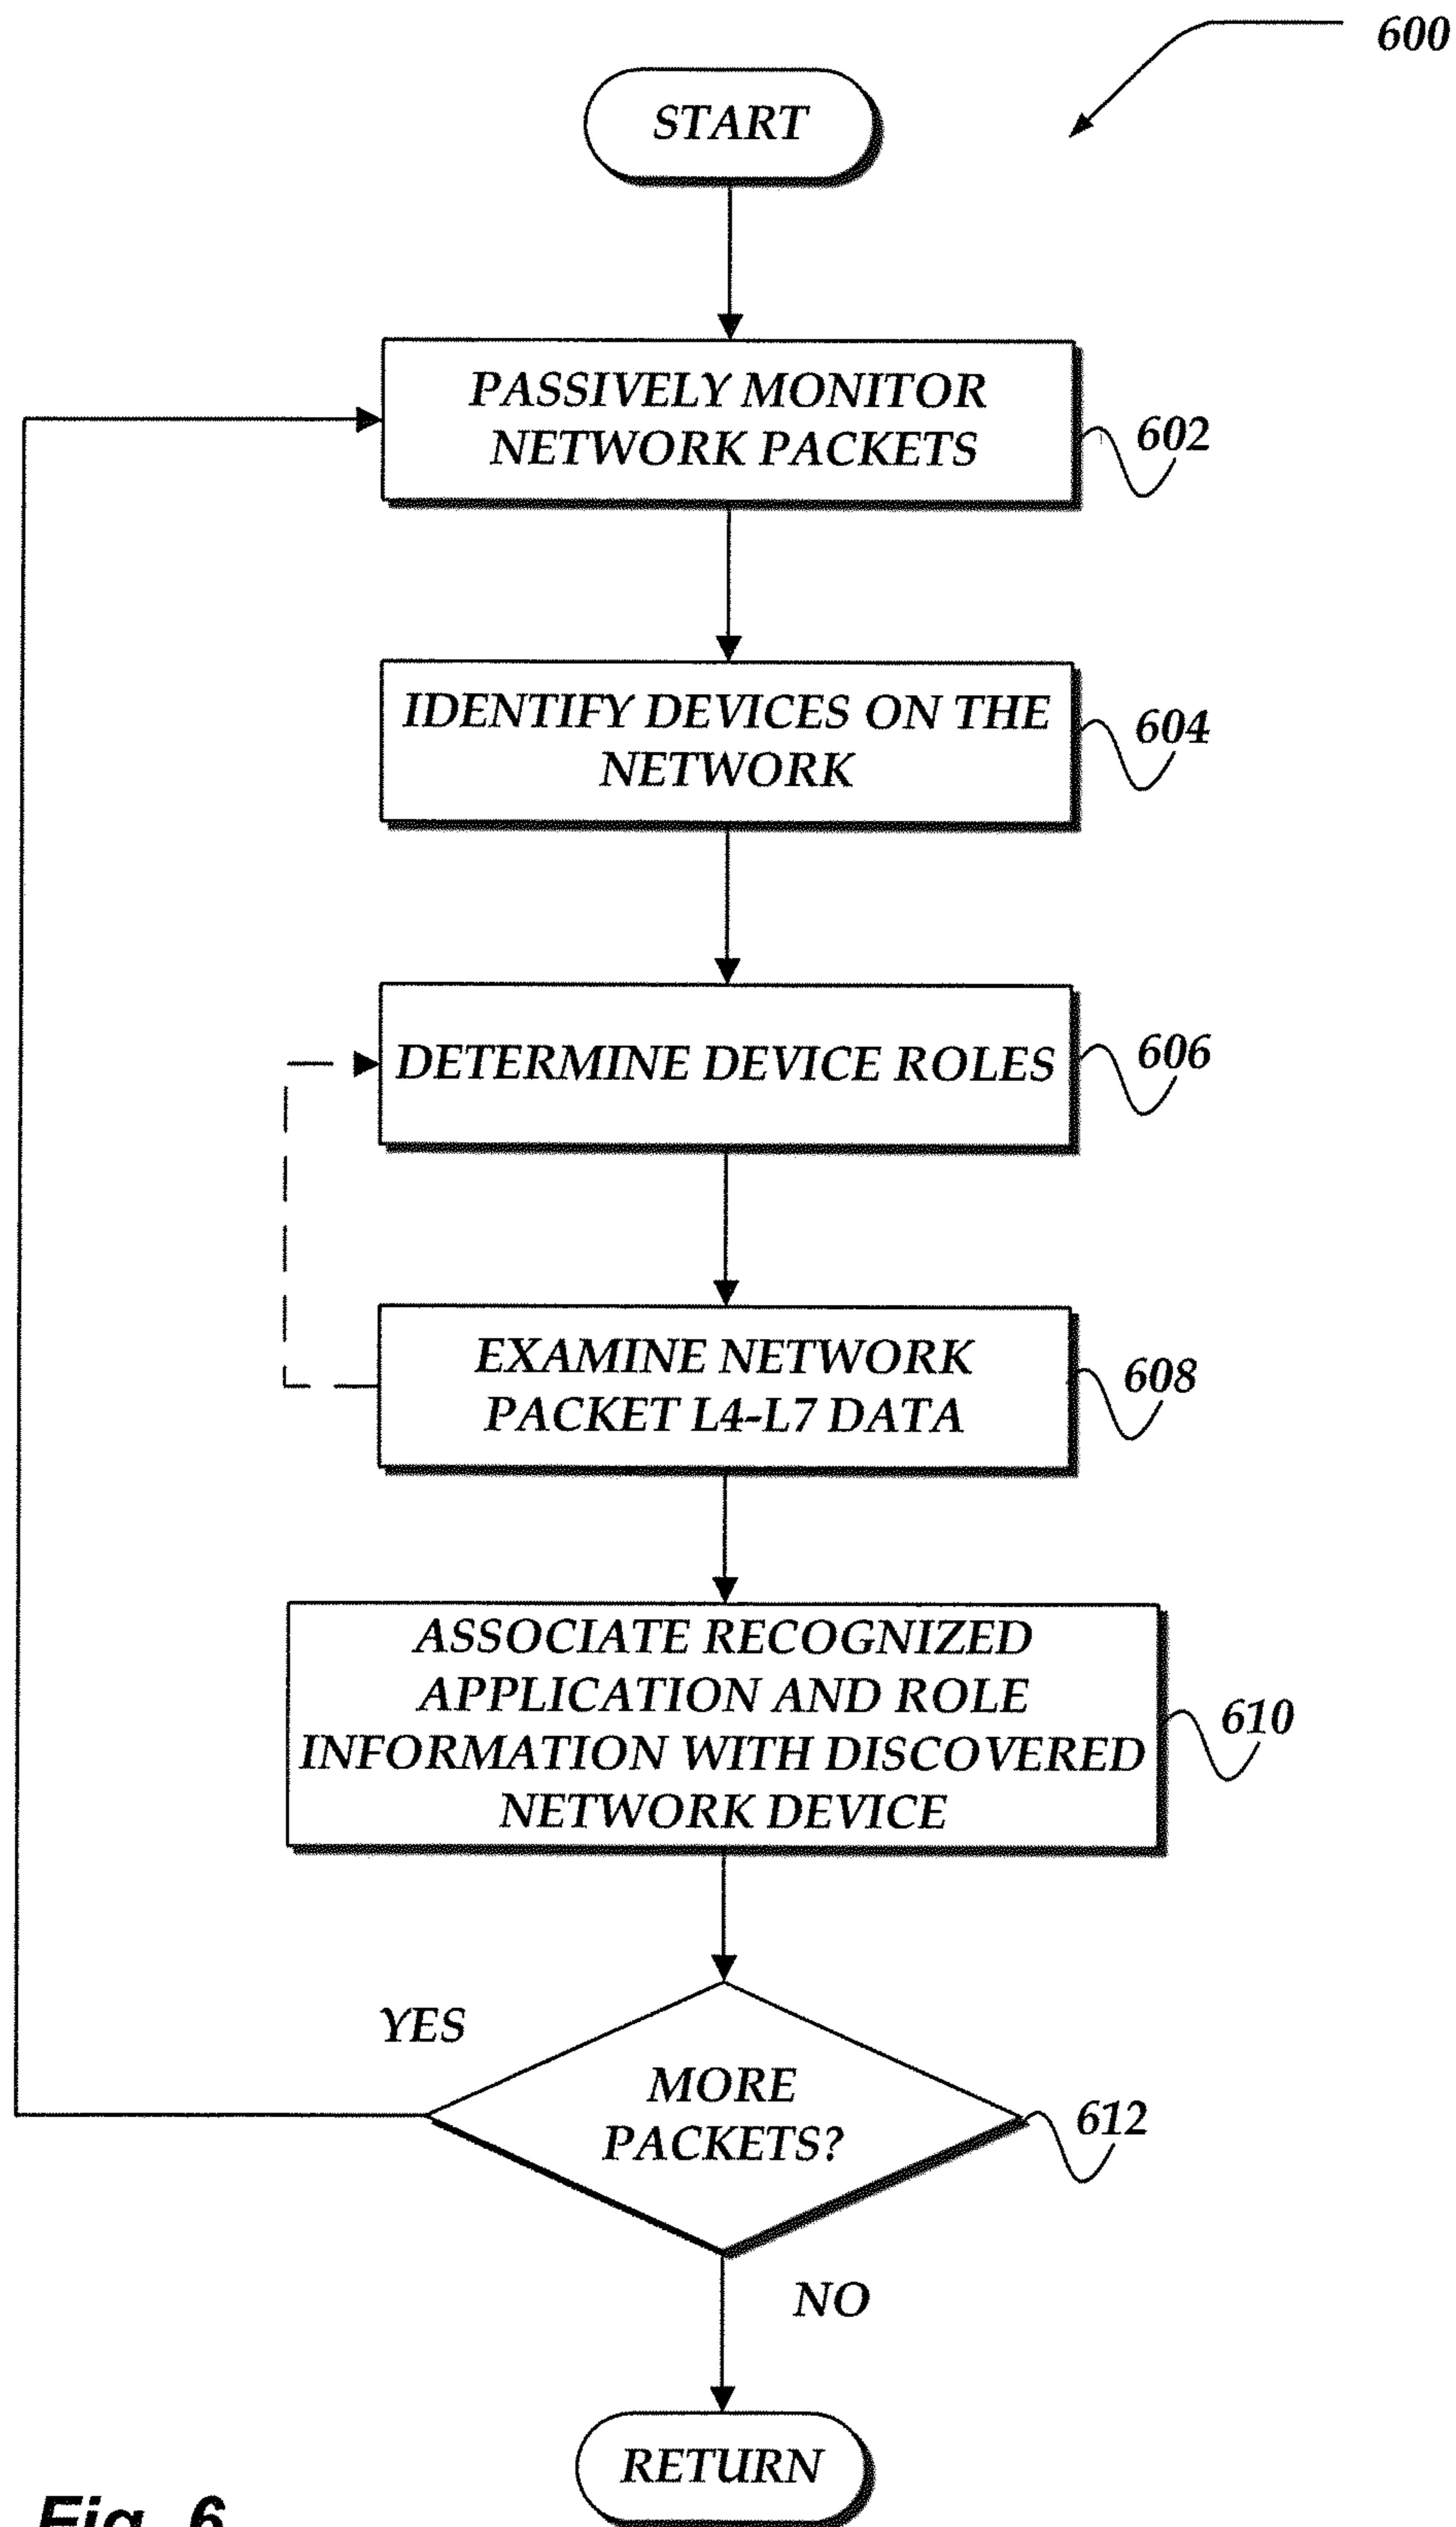 600
START
PASSIVELY MONITOR
NETWORK PACKETS
602
IDENTIFY DEVICES ON THE
NETWORK
604
DETERMINE DEVICE ROLES
606
EXAMINE NETWORK
PACKET L4-L7 DATA
608
ASSOCIATE RECOGNIZED
APPLICATION AND ROLE
INFORMATION WITH DISCOVERED
NETWORK DEVICE
610
YES
MORE
PACKETS?
612
NO
RETURN
Fig. 6